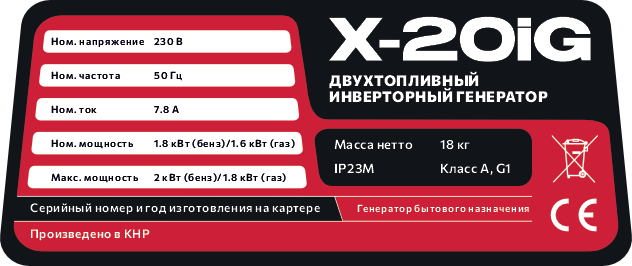 Ном. напряжение 230 В
Ном. частота 50 Гц
Ном. ток 7.8 А
Ном. мощность 1.8 кВт (бенз)/1.6 кВт (газ)
Макс. мощность 2 кВт (бенз)/1.8 кВт (газ)
X-20iG
ДВУХТОПЛИВНЫЙ
ИНВЕРТОРНЫЙ ГЕНЕРАТОР
Масса нетто 18 кг
IP23M Класс A, G1
Серийный номер и год изготовления на картере
Генератор бытового назначения
Произведено в КНР
CE